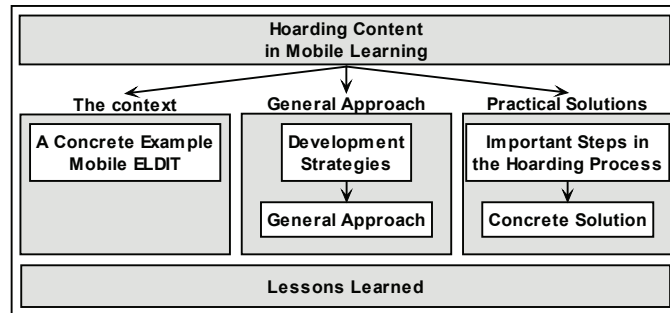 Hoarding Content
in Mobile Learning
The context
A Concrete Example
Mobile ELDIT
General Approach
Development
Strategies
General Approach
Practical Solutions
Important Steps in
the Hoarding Process
Concrete Solution
Lessons Learned